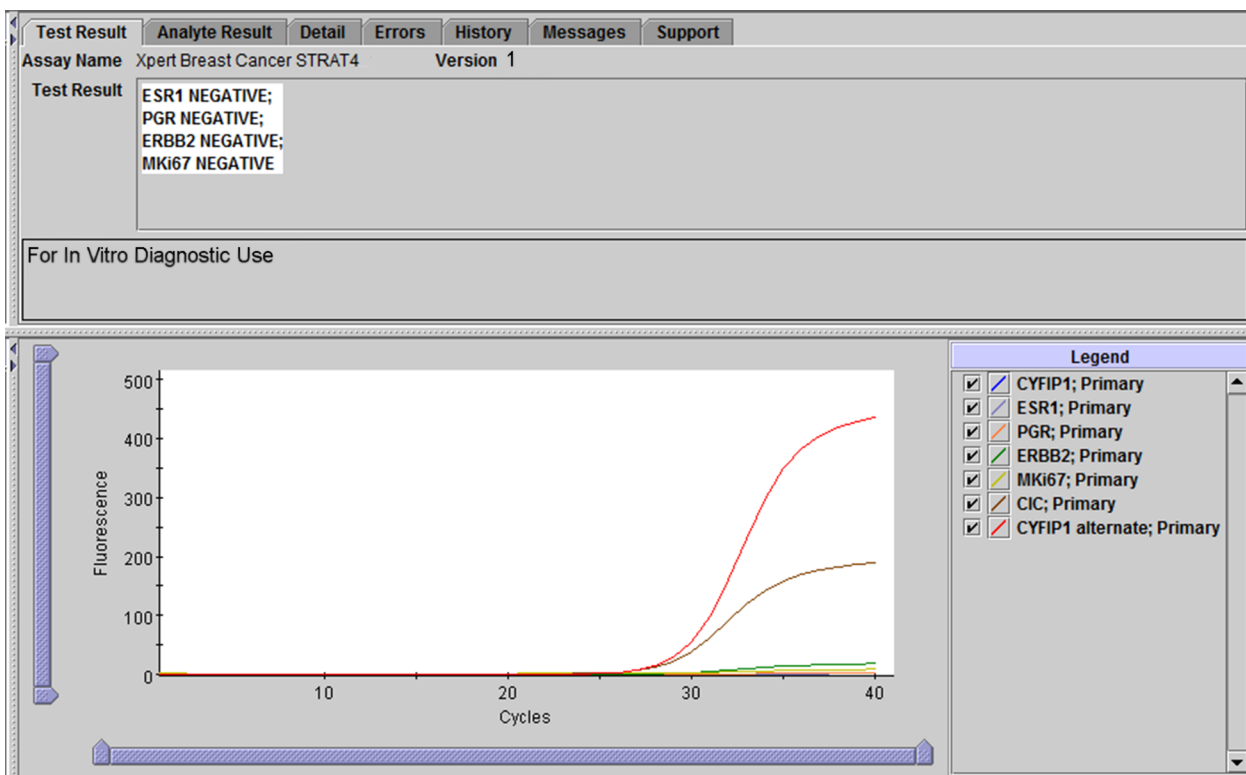 Test Result Analyte Result Detail Errors History Messages Support
Assay Name Xpert Breast Cancer STRAT4 Version 1
Test Result
ESR1 NEGATIVE;
PGR NEGATIVE;
ERBB2 NEGATIVE;
MKi67 NEGATIVE
For In Vitro Diagnostic Use
500
400
300
200
100
0
Fluorescence
10 20 30 40
Cycles
Legend
CYFIP1; Primary
ESR1; Primary
PGR; Primary
ERBB2; Primary
MKi67; Primary
CIC; Primary
CYFIP1 alternate; Primary